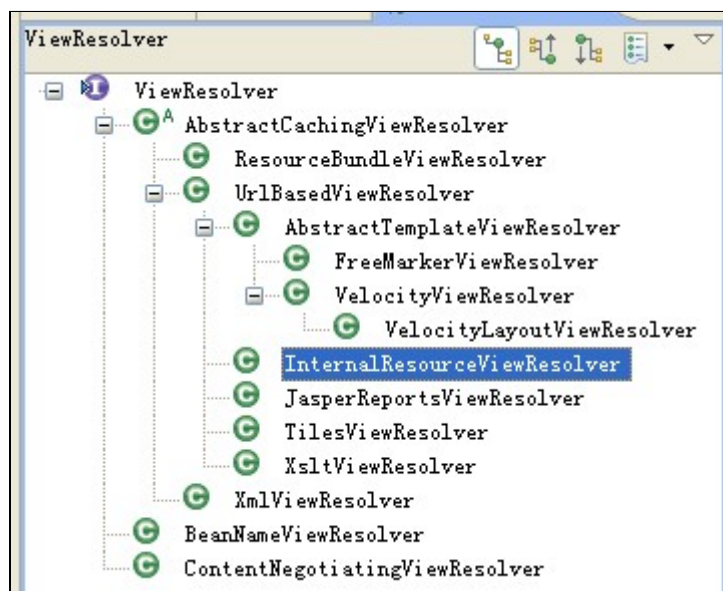 ViewResolver
ViewResolver
AbstractCachingViewResolver
ResourceBundleViewResolver
UrlBasedViewResolver
AbstractTemplateViewResolver
FreeMarkerViewResolver
VelocityViewResolver
VelocityLayoutViewResolver
InternalResourceViewResolver
JasperReportsViewResolver
TilesViewResolver
XsltViewResolver
XmlViewResolver
BeanNameViewResolver
ContentNegotiatingViewResolver